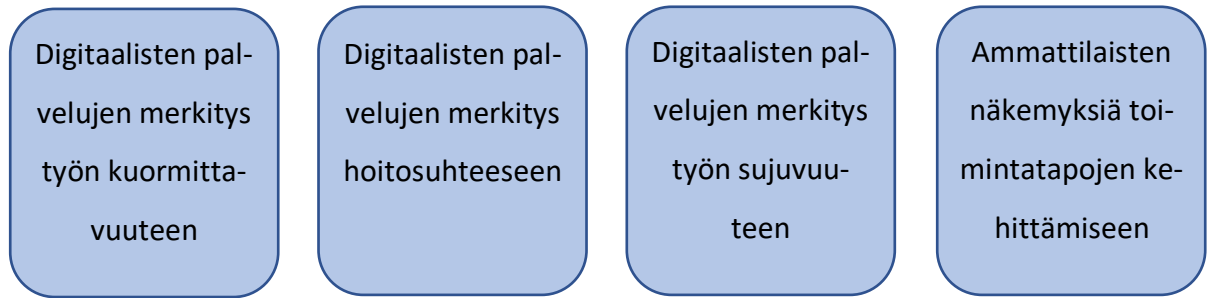 Digitaalisten pal-
velujen merkitys
työn kuormitta-
vuuteen
Digitaalisten pal-
velujen merkitys
hoitosuhteeseen
Digitaalisten pal-
velujen merkitys
työn sujuvuu-
teen
Ammattilaisten
näkemyksiä toi-
mintatapojen ke-
hittämiseen